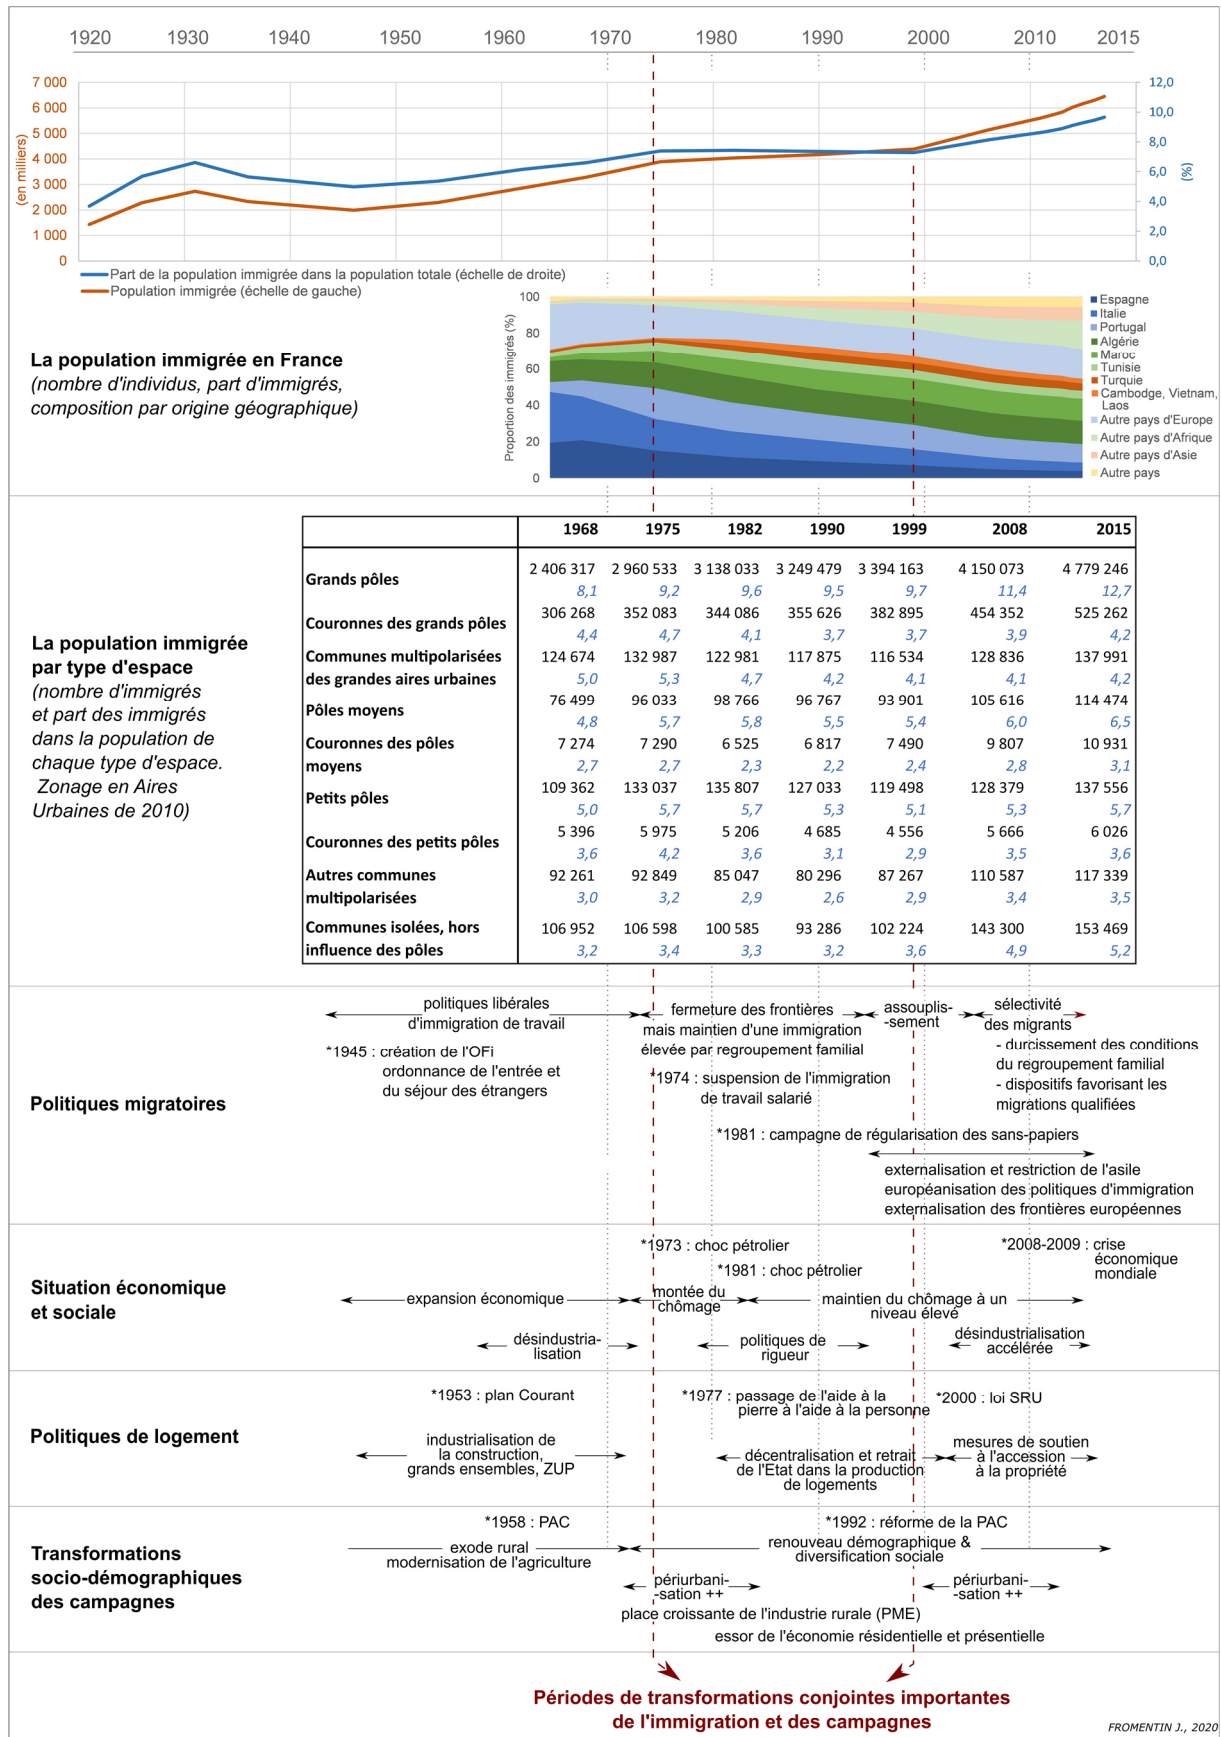 1920 1930 1940 1950 1960 1970 1980 1990 2000 2010 2015
7 000 12,0
6 000 10,0
5 000 8,0
4 000
3 000 6,0
2 000 4,0
1 000 2,0
0 0,0
(en milliers)
(%)
Part de la population immigrée dans la population totale (échelle de droite)
Population immigrée (échelle de gauche)
La population immigrée en France
(nombre d'individus, part d'immigrés,
composition par origine géographique)
Proportion des immigrés (%)
100
80
60
40
20
0
Espagne
Italie
Portugal
Algérie
Maroc
Tunisie
Turquie
Cambodge, Vietnam,
Laos
Autre pays d'Europe
Autre pays d'Afrique
Autre pays d'Asie
Autre pays
La population immigrée
par type d'espace
(nombre d'immigrés
et part des immigrés
dans la population de
chaque type d'espace.
Zonage en Aires
Urbaines de 2010)
1968 1975 1982 1990 1999 2008 2015
Grands pôles
2 406 317 2 960 533 3 138 033 3 249 479 3 394 163 4 150 073 4 779 246
8,1 9,2 9,6 9,5 9,7 11,4 12,7
Couronnes des grands pôles
306 268 352 083 344 086 355 626 382 895 454 352 525 262
4,4 4,7 4,1 3,7 3,7 3,9 4,2
Communes multipolarisées 124 674 132 987 122 981 117 875 116 534 128 836 137 991
des grandes aires urbaines 5,0 5,3 4,7 4,2 4,1 4,1 4,2
Pôles moyens
76 499 96 033 98 766 96 767 93 901 105 616 114 474
4,8 5,7 5,8 5,5 5,4 6,0 6,5
Couronnes des pôles 7 274 7 290 6 525 6 817 7 490 9 807 10 931
moyens 2,7 2,7 2,3 2,2 2,4 2,8 3,1
Petits pôles
109 362 133 037 135 807 127 033 119 498 128 379 137 556
5,0 5,7 5,7 5,3 5,1 5,3 5,7
Couronnes des petits pôles
5 396 5 975 5 206 4 685 4 556 5 666 6 026
3,6 4,2 3,6 3,1 2,9 3,5 3,6
Autres communes 92 261 92 849 85 047 80 296 87 267 110 587 117 339
multipolarisées 3,0 3,2 2,9 2,6 2,9 3,4 3,5
Communes isolées, hors 106 952 106 598 100 585 93 286 102 224 143 300 153 469
influence des pôles 3,2 3,4 3,3 3,2 3,6 4,9 5,2
Politiques migratoires
politiques libérales
d'immigration de travail
*1945 : création de l'OFi
ordonnance de l'entrée et
du séjour des étrangers
fermeture des frontières
mais maintien d'une immigration
élevée par regroupement familial
*1974 : suspension de l'immigration
de travail salarié
assouplis-
-sement
sélectivité
des migrants
- durcissement des conditions
du regroupement familial
- dispositifs favorisant les
migrations qualifiées
*1981 : campagne de régularisation des sans-papiers
externalisation et restriction de l'asile
européanisation des politiques d'immigration
externalisation des frontières européennes
Situation économique
et sociale
*1973 : choc pétrolier
*1981 : choc pétrolier
*2008-2009 : crise
économique
mondiale
expansion économique
montée du
chômage
maintien du chômage à un
niveau élevé
désindustria-
lisation
politiques de
rigueur
désindustrialisation
accélérée
Politiques de logement
*1953 : plan Courant
*1977 : passage de l'aide à la
pierre à l'aide à la personne
*2000 : loi SRU
industrialisation de
la construction,
grands ensembles, ZUP
décentralisation et retrait
de l'Etat dans la production
de logements
mesures de soutien
à l'accession
à la propriété
Transformations
socio-démographiques
des campagnes
*1958 : PAC
*1992 : réforme de la PAC
exode rural
modernisation de l'agriculture
renouveau démographique &
diversification sociale
périurbani-
-sation ++
périurbani-
-sation ++
place croissante de l'industrie rurale (PME)
essor de l'économie résidentielle et présentielle
Périodes de transformations conjointes importantes
de l'immigration et des campagnes
FROMENTIN J., 2020